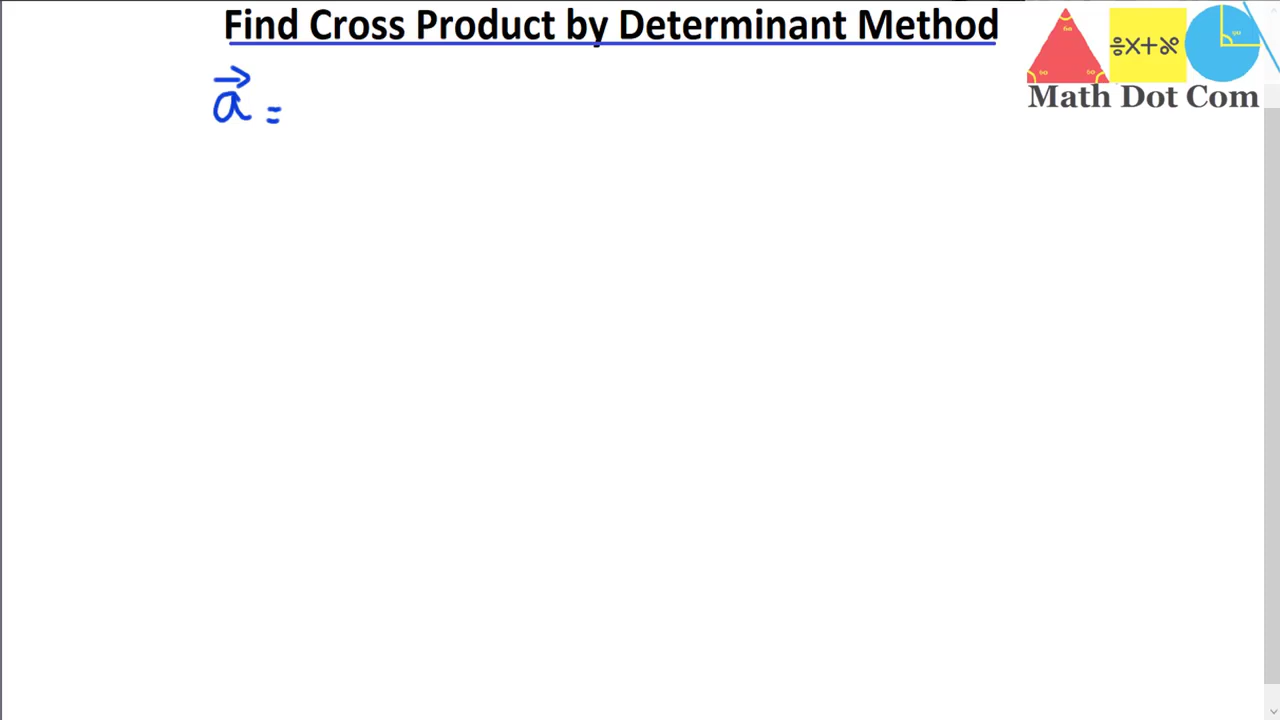 Find Cross Product by Determinant Method
÷x+%
Math Dot Com
a⃗ =